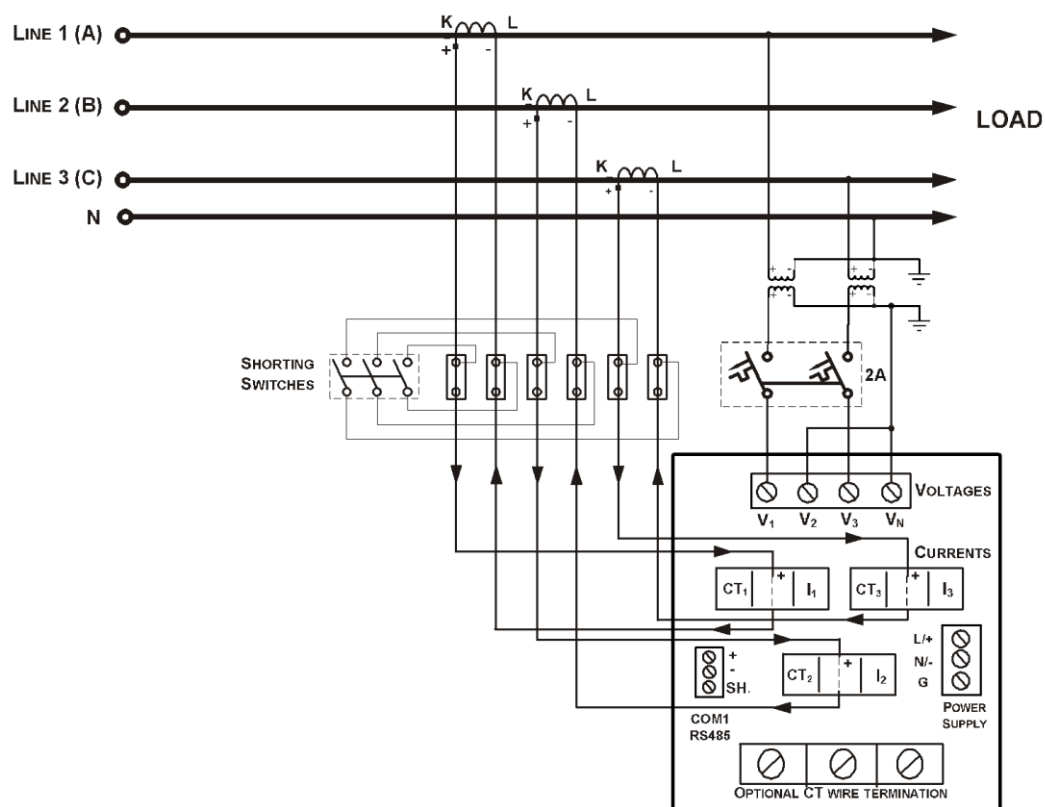 K L
LINE 1 (A)
+ -
K L
LINE 2 (B)
+ -
LOAD
K L
LINE 3 (C)
+ -
N
+ - + -
+ - + -
SHORTING
SWITCHES
2A
VOLTAGES
V1 V2 V3 VN
CURRENTS
CT1 + I1
CT3 + I3
L/+
N/-
G
POWER
SUPPLY
+
-
SH.
COM1
RS485
CT2 + I2
OPTIONAL CT WIRE TERMINATION